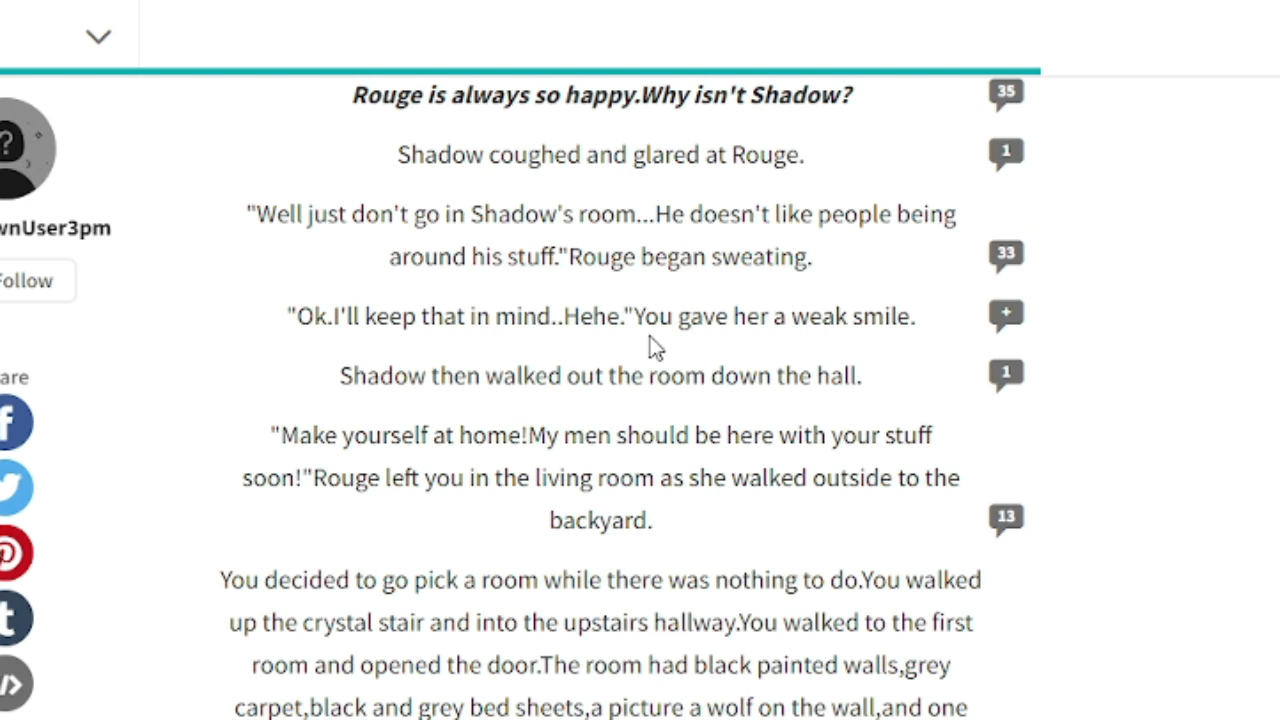 Rouge is always so happy.Why isn't Shadow?
35
Shadow coughed and glared at Rouge.
1
"Well just don't go in Shadow's room...He doesn't like people being
around his stuff."Rouge began sweating.
33
wnUser3pm
Follow
"Ok.I'll keep that in mind..Hehe."You gave her a weak smile.
+
Shadow then walked out the room down the hall.
1
are
"Make yourself at home!My men should be here with your stuff
soon!"Rouge left you in the living room as she walked outside to the
backyard.
13
You decided to go pick a room while there was nothing to do.You walked
up the crystal stair and into the upstairs hallway.You walked to the first
room and opened the door.The room had black painted walls,grey
carpet,black and grey bed sheets,a picture a wolf on the wall,and one